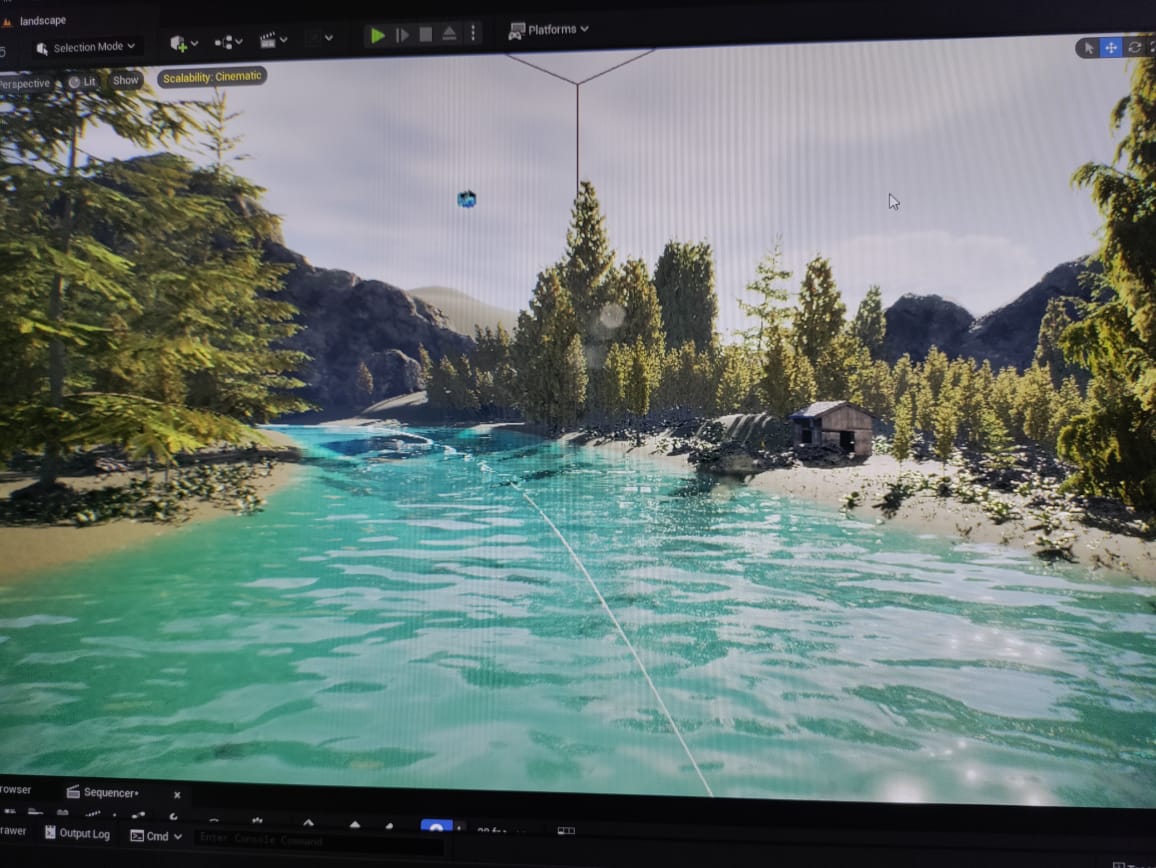 landscape
Selection Mode
Platforms
Perspective
Lit
Show
Scalability: Cinematic
rowser
Sequencer•
rawer
Output Log
Cmd
Enter Console Command